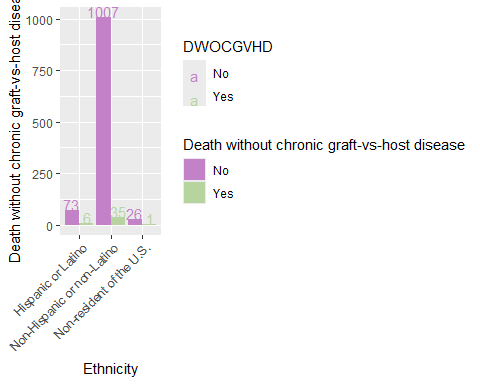 Death without chronic graft-vs-host disea
1000
750
500
250
0
1007
73
6
35
26
1
Hispanic or Latino
Non-Hispanic or non-Latino
Non-resident of the U.S.
Ethnicity
DWOCGVHD
a No
a Yes
Death without chronic graft-vs-host disease
No
Yes